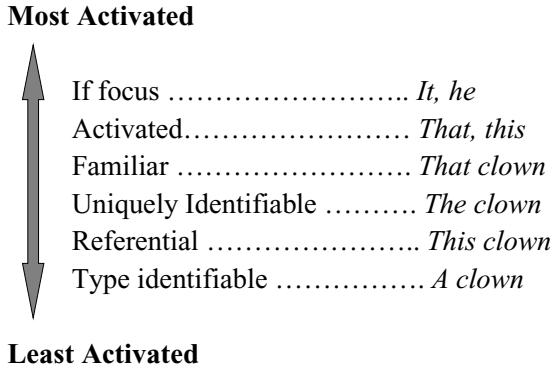 Most Activated
If focus …………………….. It, he
Activated………………… That, this
Familiar ……………………. That clown
Uniquely Identifiable ………. The clown
Referential ………………….. This clown
Type identifiable ……………. A clown
Least Activated